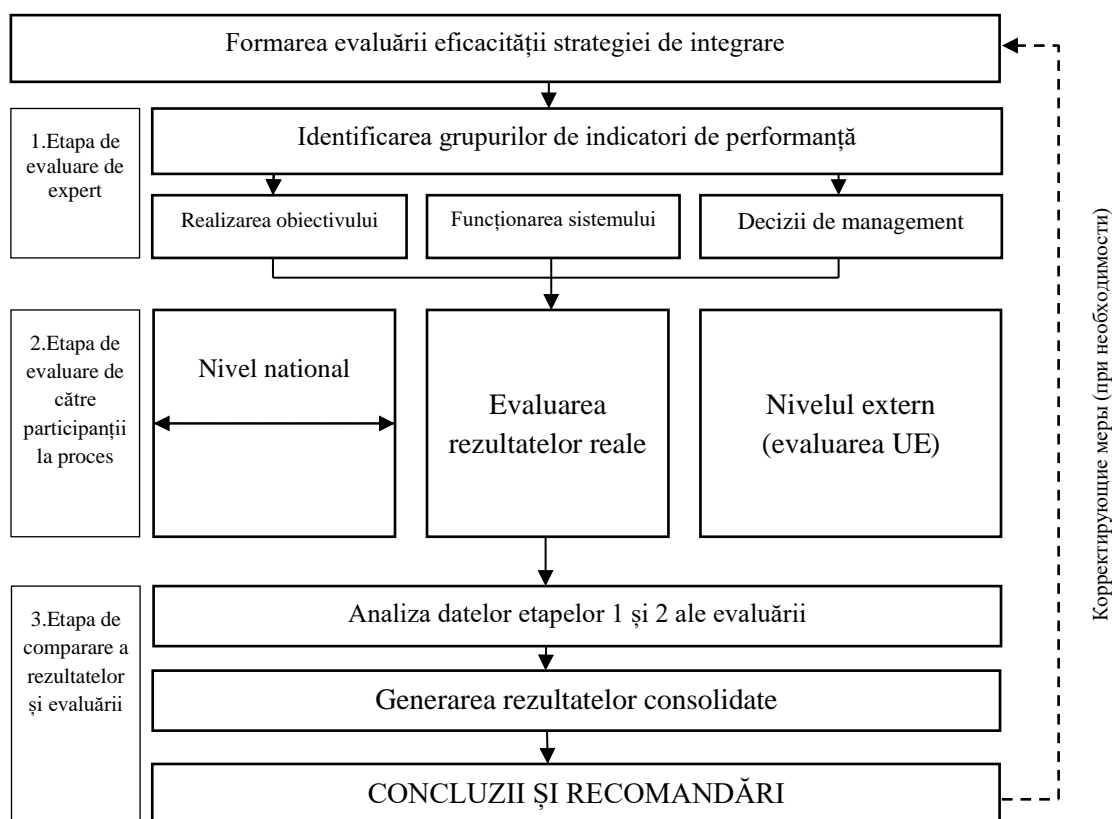 Formarea evaluării eficacității strategiei de integrare
1.Etapa de
evaluare de
expert
Identificarea grupurilor de indicatori de performanță
Realizarea obiectivului
Funcționarea sistemului
Decizii de management
2.Etapa de
evaluare de
către
participanții
la proces
Nivel national
Evaluarea
rezultatelor reale
Nivelul extern
(evaluarea UE)
3.Etapa de
comparare a
rezultatelor
și evaluării
Analiza datelor etapelor 1 și 2 ale evaluării
Generarea rezultatelor consolidate
CONCLUZII ȘI RECOMANDĂRI
Корректирующие меры (при необходимости)